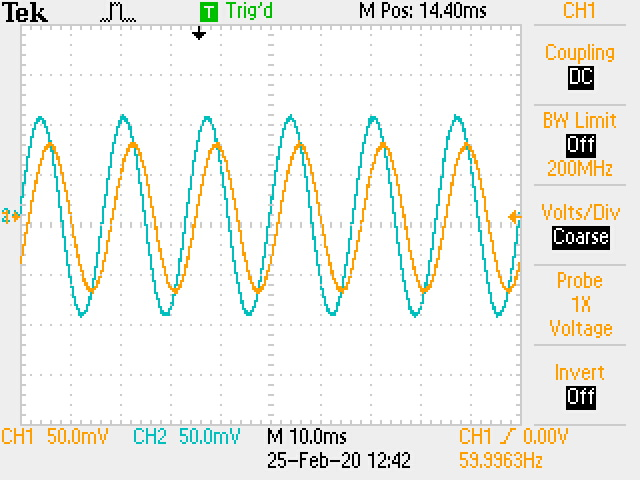 Tek
T Trig'd
M Pos: 14.40ms
CH1
Coupling
DC
BW Limit
Off
200MHz
Volts/Div
Coarse
Probe
1X
Voltage
Invert
Off
CH1 50.0mV
CH2 50.0mV
M 10.0ms
CH1 0.00V
25-Feb-20 12:42
59.9963Hz